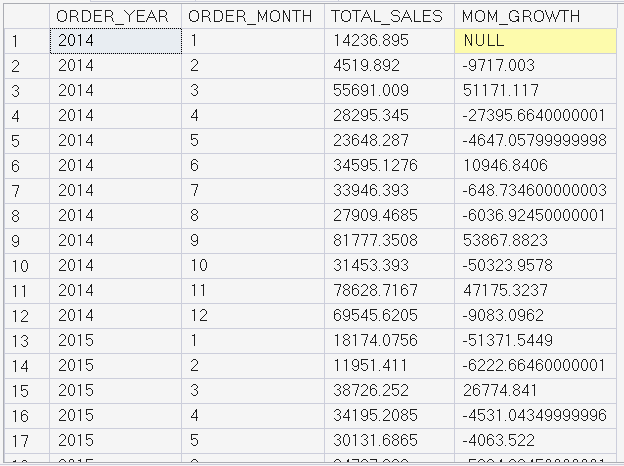 ORDER_YEAR ORDER_MONTH TOTAL_SALES MOM_GROWTH
1 2014 1 14236.895 NULL
2 2014 2 4519.892 -9717.003
3 2014 3 55691.009 51171.117
4 2014 4 28295.345 -27395.6640000001
5 2014 5 23648.287 -4647.05799999998
6 2014 6 34595.1276 10946.8406
7 2014 7 33946.393 -648.734600000003
8 2014 8 27909.4685 -6036.92450000001
9 2014 9 81777.3508 53867.8823
10 2014 10 31453.393 -50323.9578
11 2014 11 78628.7167 47175.3237
12 2014 12 69545.6205 -9083.0962
13 2015 1 18174.0756 -51371.5449
14 2015 2 11951.411 -6222.66460000001
15 2015 3 38726.252 26774.841
16 2015 4 34195.2085 -4531.04349999996
17 2015 5 30131.6865 -4063.522